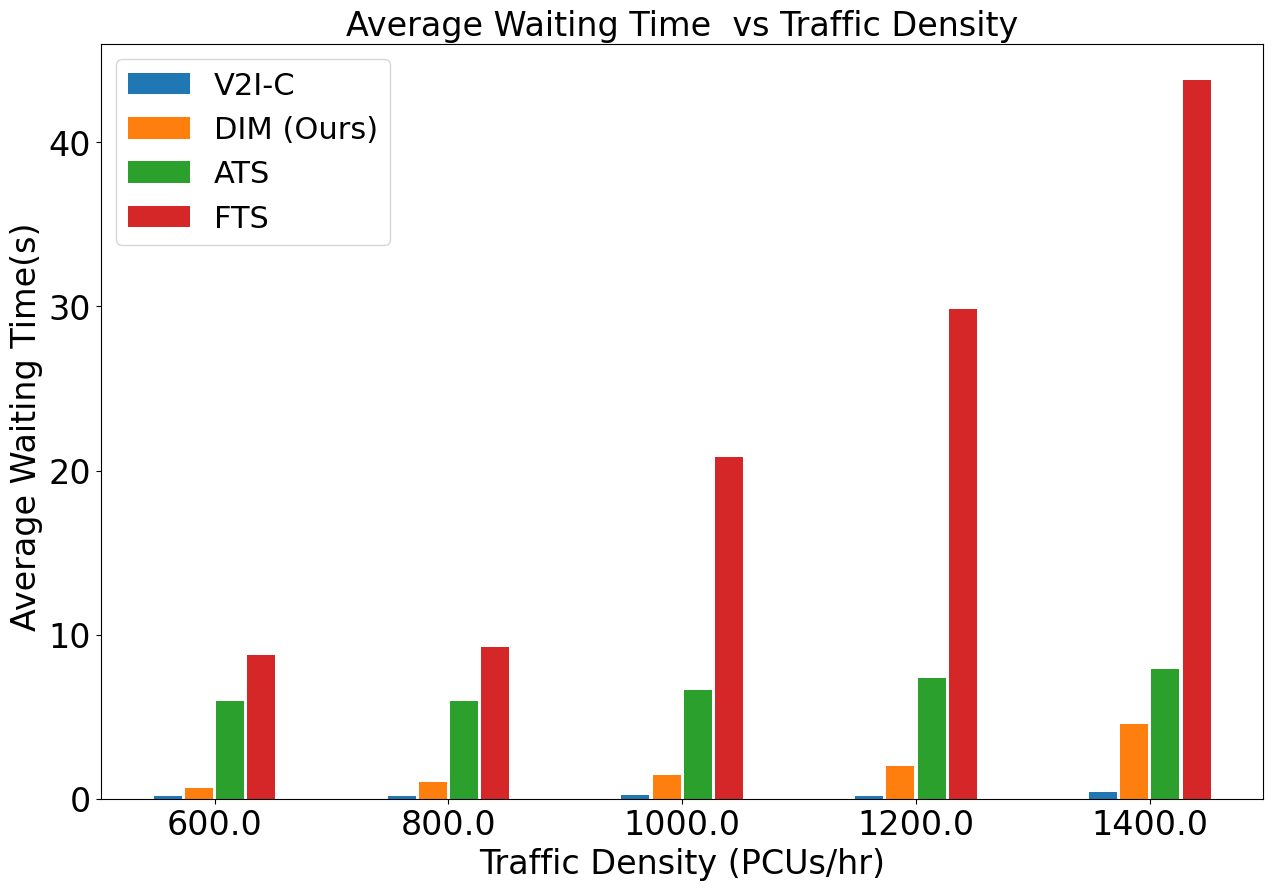 Average Waiting Time  vs Traffic Density
V2I-C
DIM (Ours)
ATS
FTS
Average Waiting Time(s)
40
30
20
10
0
600.0 800.0 1000.0 1200.0 1400.0
Traffic Density (PCUs/hr)